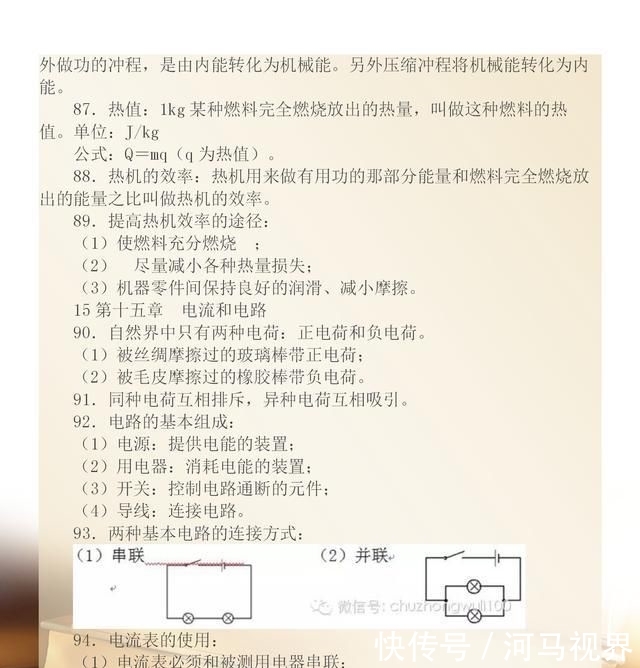 外做功的冲程，是由内能转化为机械能。另外压缩冲程将机械能转化为内
能。
87. 热值：1kg 某种燃料完全燃烧放出的热量，叫做这种燃料的热
值。单位：J/kg
公式：Q＝mq（q 为热值）。
88. 热机的效率：热机用来做有用功的那部分能量和燃料完全燃烧放
出的能量之比叫做热机的效率。
89. 提高热机效率的途径：
（1）使燃料充分燃烧　；
（2）　尽量减小各种热量损失；
（3）机器零件间保持良好的润滑、减小摩擦。
15 第十五章　电流和电路
90. 自然界中只有两种电荷：正电荷和负电荷。
（1）被丝绸摩擦过的玻璃棒带正电荷；
（2）被毛皮摩擦过的橡胶棒带负电荷。
91. 同种电荷互相排斥，异种电荷互相吸引。
92. 电路的基本组成：
（1）电源：提供电能的装置；
（2）用电器：消耗电能的装置；
（3）开关：控制电路通断的元件；
（4）导线：连接电路。
93. 两种基本电路的连接方式：
（1）串联　（2）并联
微信号: chuzhongwuli100
94. 电流表的使用：
（1）电流表必须和被测用电器串联；
快传号 / 河马视界